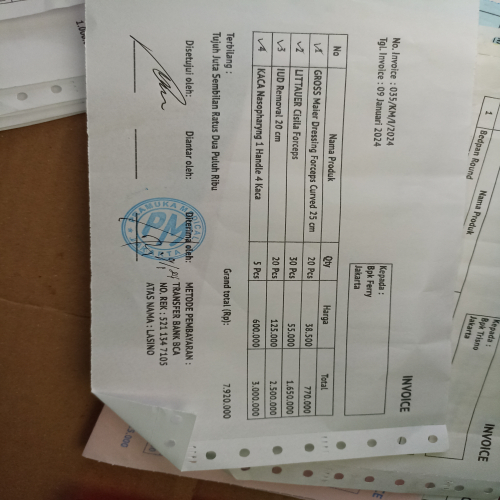 INVOICE
No. Invoice : 035/KM/I/2024
Tgl. Invoice : 09 Januari 2024
Kepada :
Bpk Ferry
Jakarta
No Nama Produk Qty Harga Total
1 GROSS Maier Dressing Forceps Curved 25 cm 20 Pcs 38.500 770.000
2 LITTAUER Cisila Forceps 30 Pcs 55.000 1.650.000
3 IUD Removal 20 cm 20 Pcs 125.000 2.500.000
4 KACA Nasopharyng 1 Handle 4 Kaca 5 Pcs 600.000 3.000.000
Grand total (Rp): 7.920.000
Terbilang :
Tujuh Juta Sembilan Ratus Dua Puluh Ribu
Disetujui oleh: Diantar oleh: Diterima oleh:
METODE PEMBAYARAN :
TRANSFER BANK BCA
NO. REK : 521 134 7105
ATAS NAMA : LASINO
PM
INVOICE
Kepada :
Bpk Trisno
Jakarta
Nama Produk
1 Bedpan Round